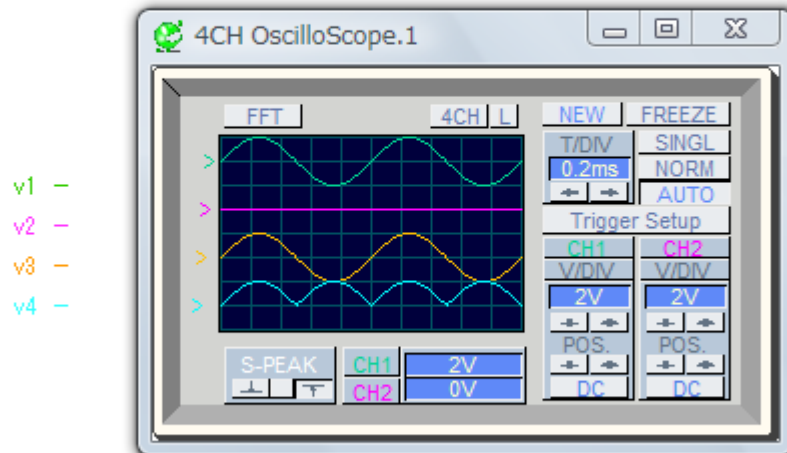 4CH OscilloScope.1
FFT 4CH L NEW FREEZE
T/DIV SINGL
0.2ms NORM
AUTO
Trigger Setup
v1
v2
v3
v4
CH1 CH2
V/DIV V/DIV
2V 2V
POS. POS.
DC DC
S-PEAK CH1 2V
CH2 0V